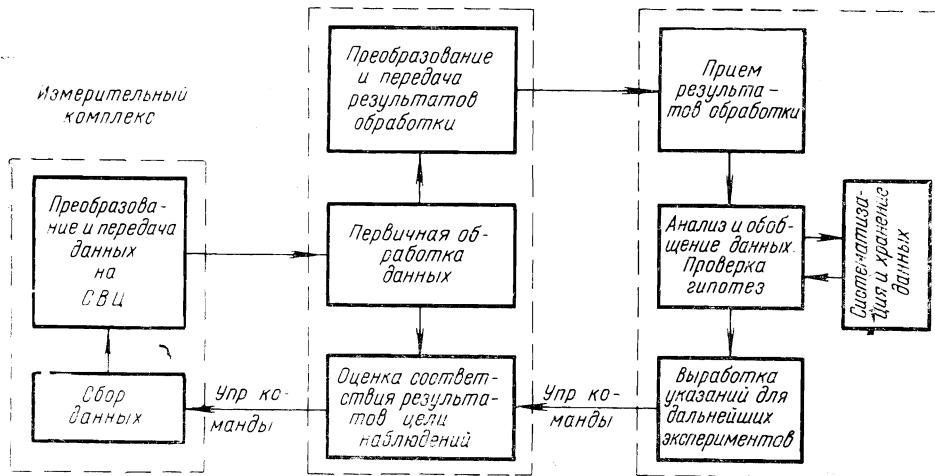 Измерительный
комплекс
Преобразова-
ние и передача
данных
на
СВЦ
Сбор
данных
Упр ко-
манды
Преобразование
и передача
результатов
обработки
Первичная об-
работка
данных
Оценка соответ-
ствия результа-
тов цели
наблюдений
Упр ко-
манды
Прием
результа-
тов обработки
Анализ и обоб-
щение данных.
Проверка
гипотез
Выработка
указаний для
дальнейших
экспериментов
Систематиза-
ция и хранение
данных